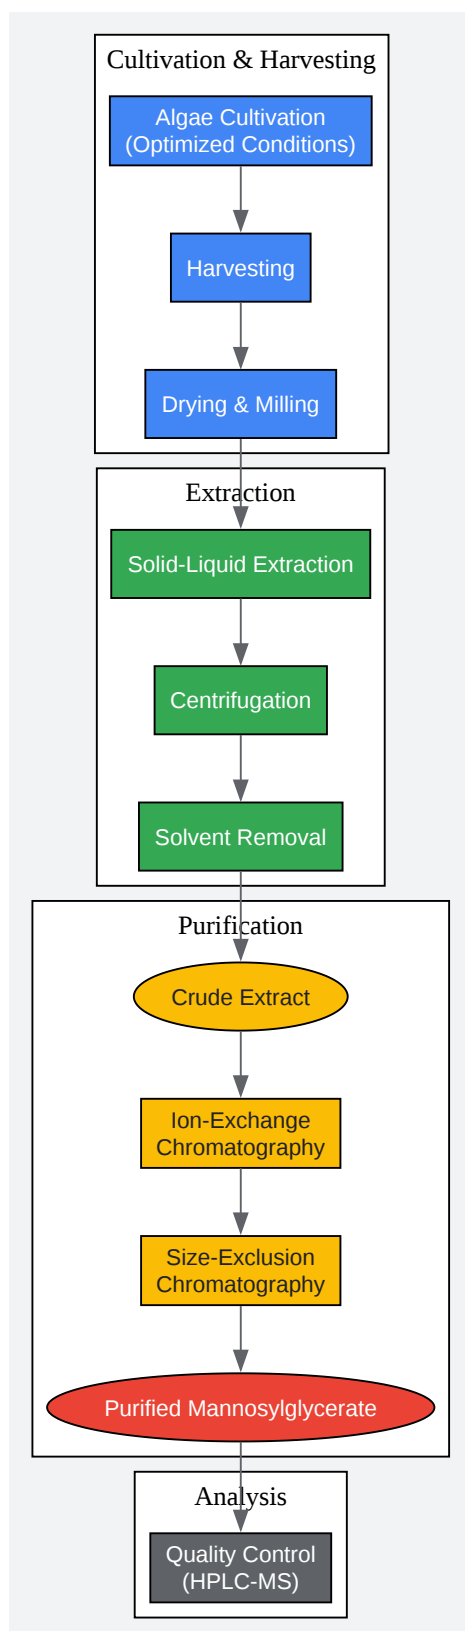 Cultivation & Harvesting
Algae Cultivation
(Optimized Conditions)
Harvesting
Drying & Milling
Extraction
Solid-Liquid Extraction
Centrifugation
Solvent Removal
Purification
Crude Extract
Ion-Exchange
Chromatography
Size-Exclusion
Chromatography
Purified Mannosylglycerate
Analysis
Quality Control
(HPLC-MS)